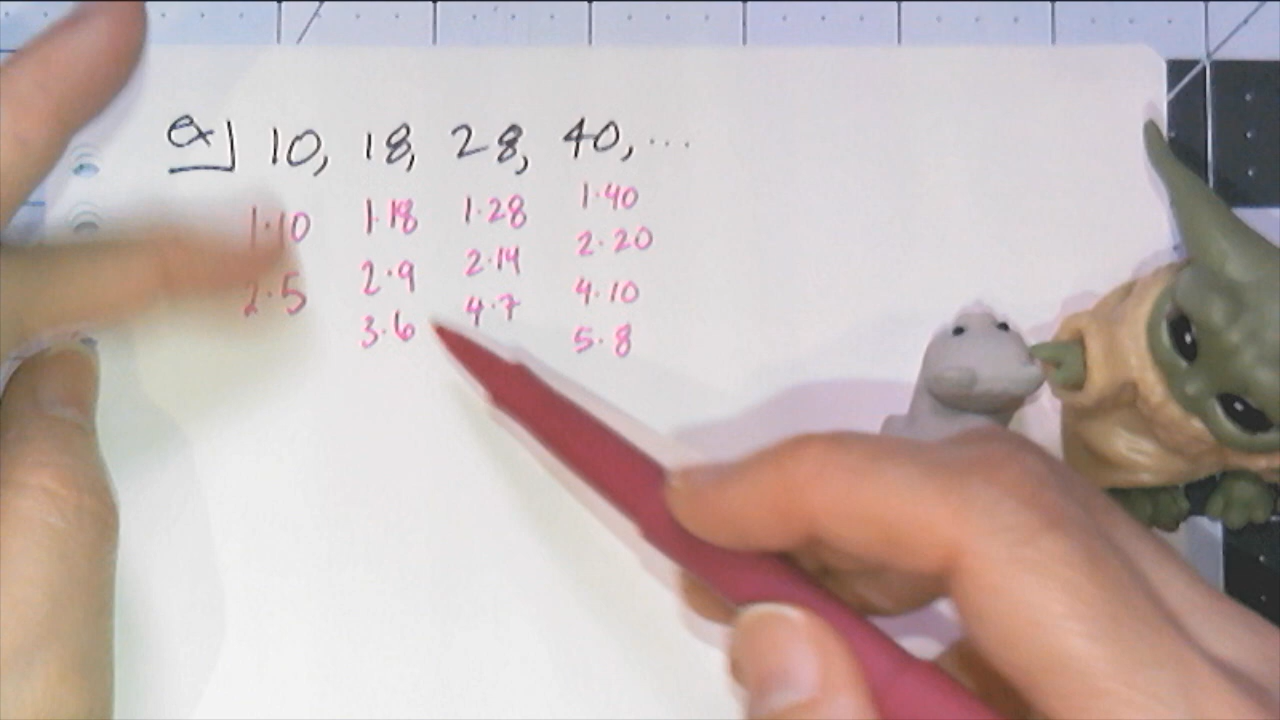 ex] 10, 18, 28, 40, ...
1·10 1·18 1·28 1·40
2·5 2·9 2·14 2·20
3·6 4·7 4·10
5·8